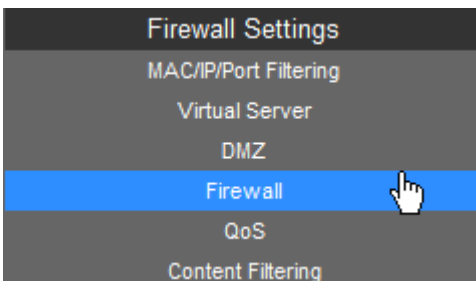 Firewall Settings
MAC/IP/Port Filtering
Virtual Server
DMZ
Firewall
QoS
Content Filtering